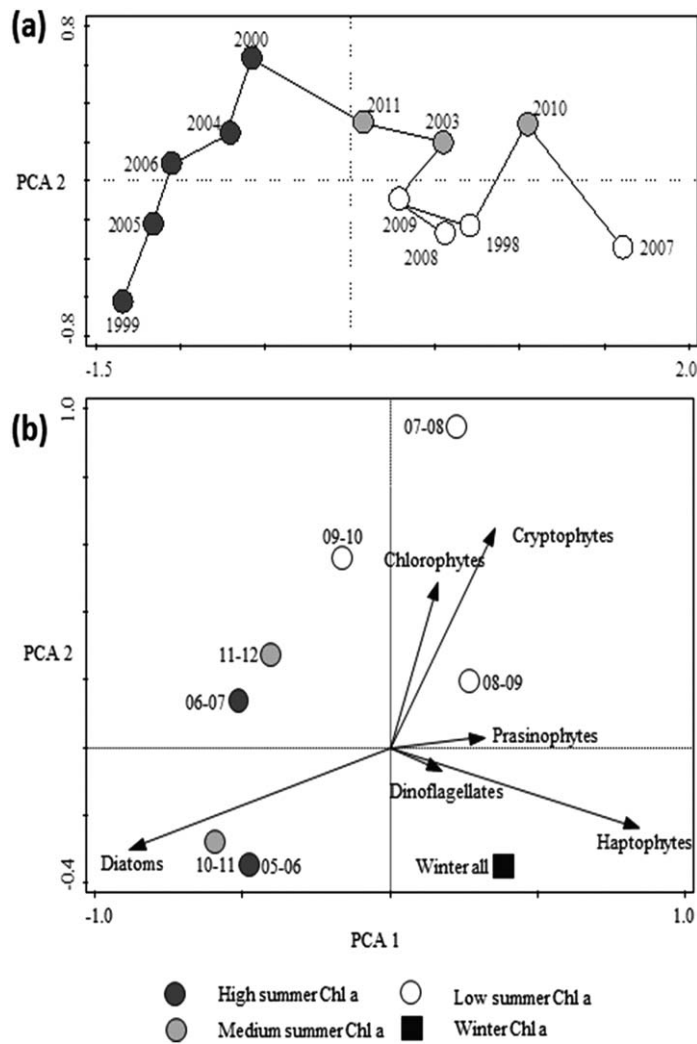 (a)
0.8
2000
2011
2003
2010
2004
2006
PCA 2
2005
2009
2008
1998
2007
1999
-0.8
-1.5
2.0
(b)
1.0
07-08
09-10
Cryptophytes
Chlorophytes
PCA 2
11-12
08-09
06-07
Prasinophytes
Dinoflagellates
Haptophytes
Diatoms
10-11
05-06
Winter all
-0.4
-1.0
1.0
PCA 1
High summer Chl a
Low summer Chl a
Medium summer Chl a
Winter Chl a